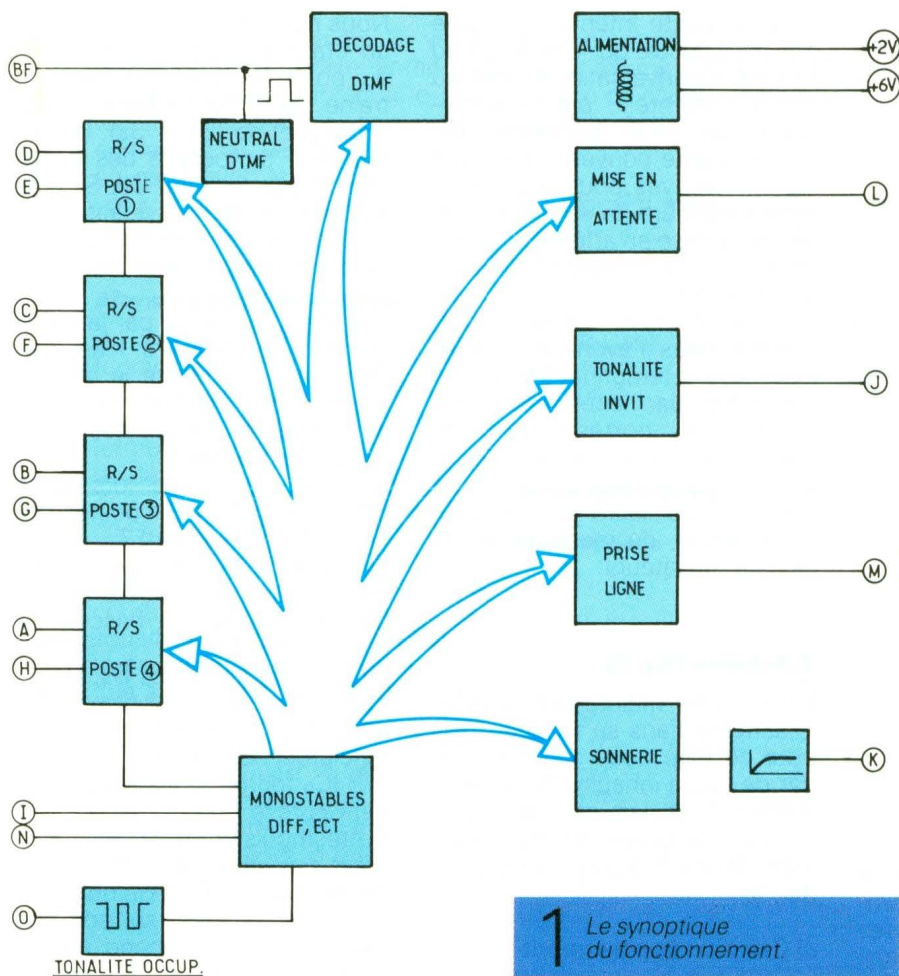 BF
DECODAGE
DTMF
NEUTRAL
DTMF
ALIMENTATION
+2V
+6V
D
E
R/S
POSTE
1
MISE EN
ATTENTE
L
C
F
R/S
POSTE 2
TONALITE
INVIT
J
B
G
R/S
POSTE 3
PRISE
LIGNE
M
A
H
R/S
POSTE 4
SONNERIE
K
I
N
MONOSTABLES
DIFF, ECT
O
TONALITE OCCUP.
1
Le synoptique
du fonctionnement.